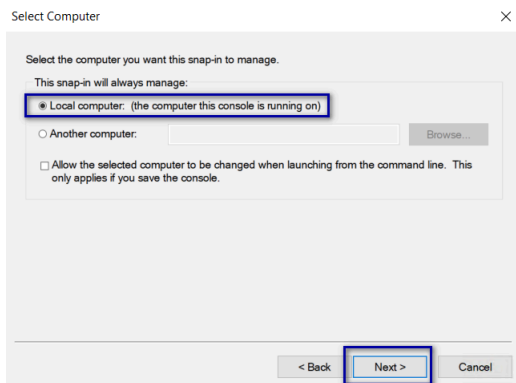 Select Computer
Select the computer you want this snap-in to manage.
This snap-in will always manage:
Local computer: (the computer this console is running on)
Another computer:
Browse...
Allow the selected computer to be changed when launching from the command line. This
only applies if you save the console.
< Back
Next >
Cancel